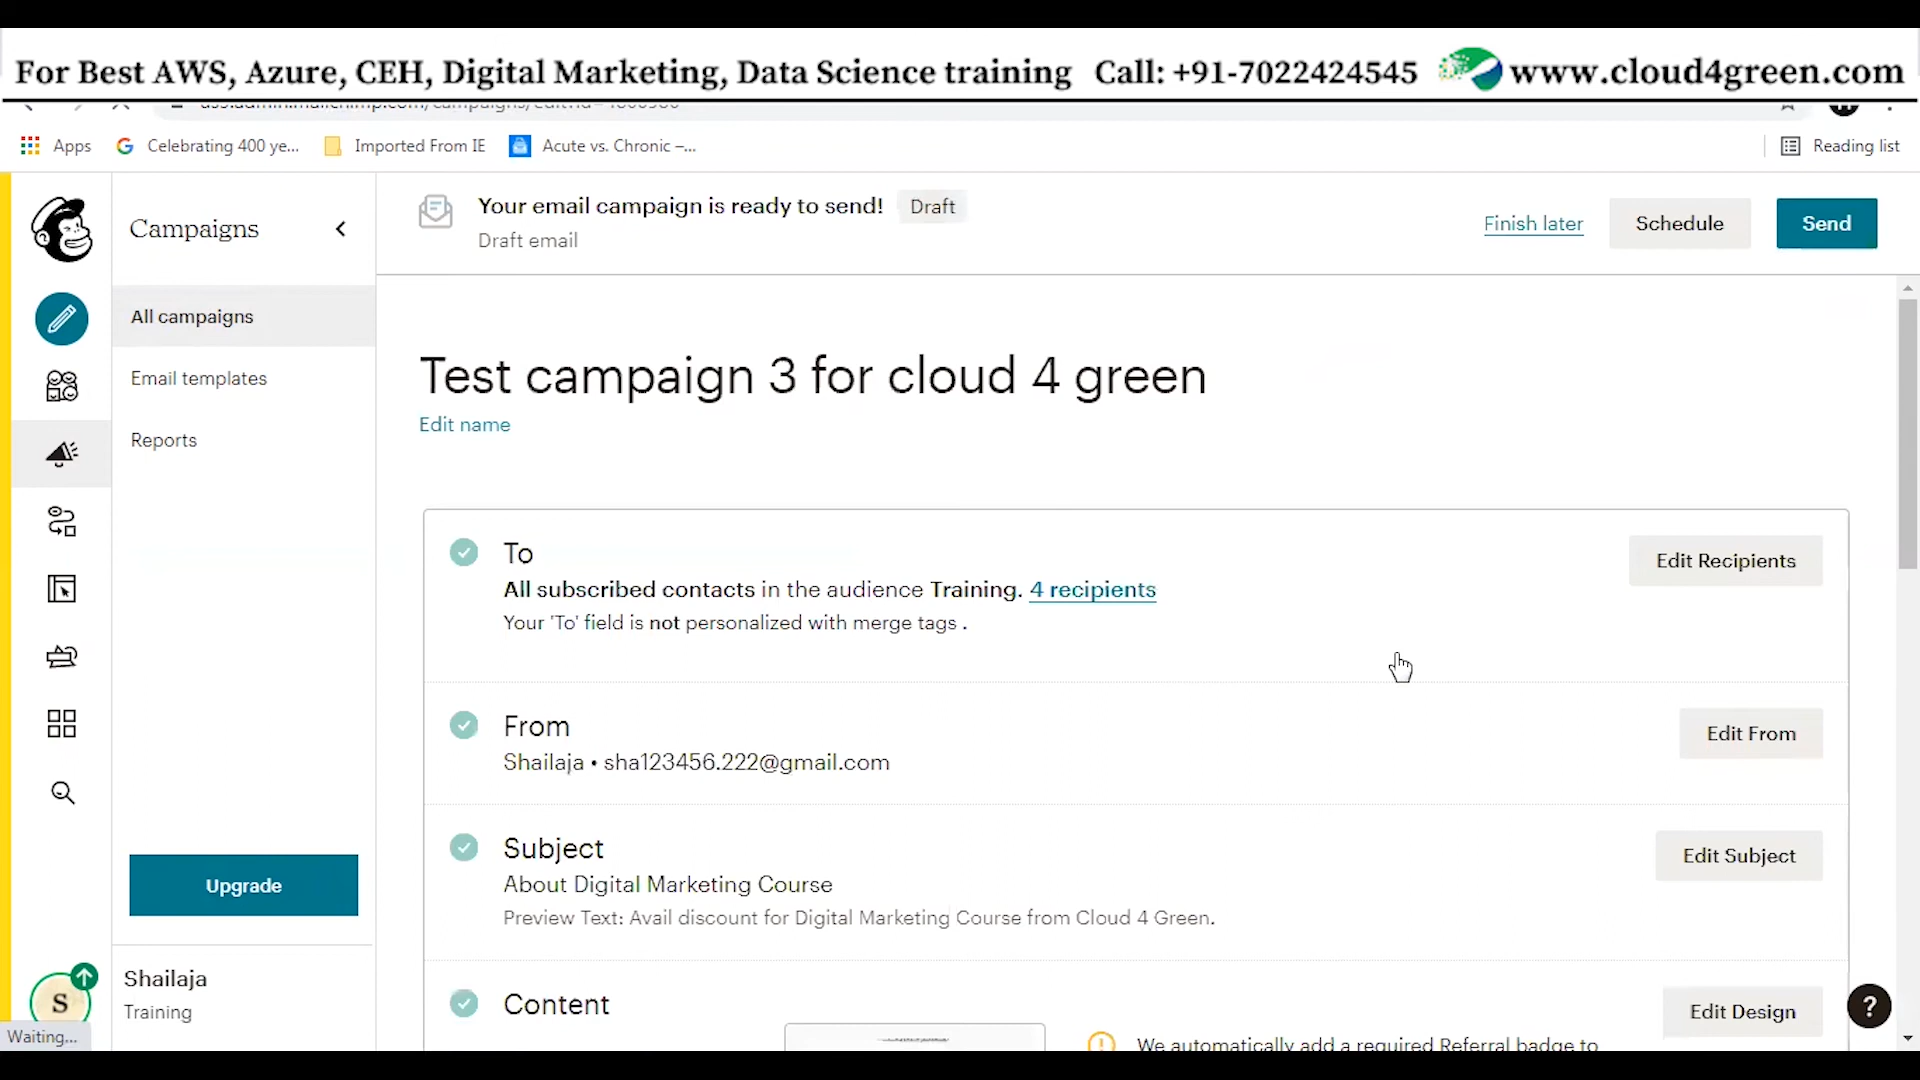 For Best AWS, Azure, CEH, Digital Marketing, Data Science training Call: +91-7022424545 www.cloud4green.com
Apps Celebrating 400 ye... Imported From IE Acute vs. Chronic –... Reading list
Campaigns
Your email campaign is ready to send! Draft
Draft email
Finish later Schedule Send
All campaigns
Email templates
Reports
Test campaign 3 for cloud 4 green
Edit name
To
All subscribed contacts in the audience Training. 4 recipients
Your 'To' field is not personalized with merge tags .
Edit Recipients
From
Shailaja • sha123456.222@gmail.com
Edit From
Subject
About Digital Marketing Course
Preview Text: Avail discount for Digital Marketing Course from Cloud 4 Green.
Edit Subject
Upgrade
Content
Edit Design
We automatically add a required Referral badge to
S
Shailaja
Training
Waiting...
?